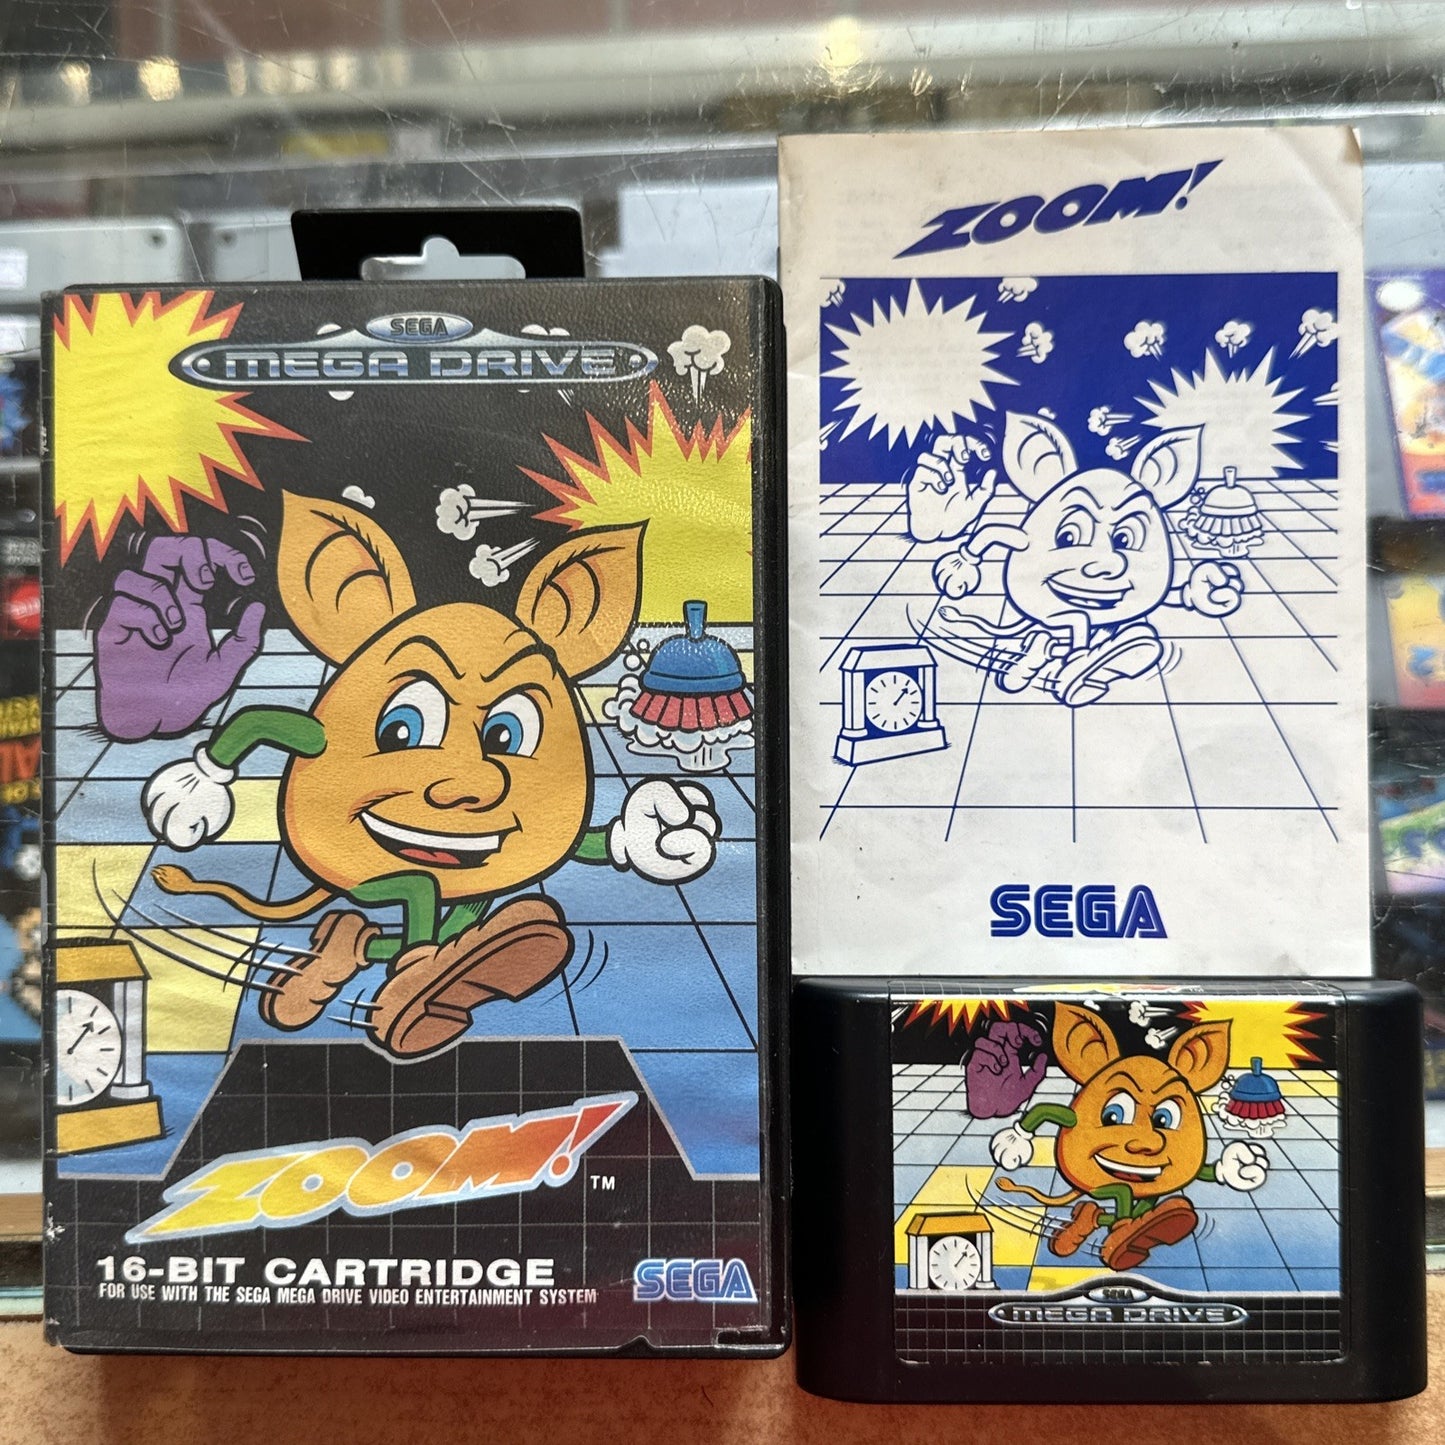 SEGA
MEGA DRIVE
ZOOM!
TM
16-BIT CARTRIDGE
FOR USE WITH THE SEGA MEGA DRIVE VIDEO ENTERTAINMENT SYSTEM
SEGA
ZOOM!
SEGA
SEGA
MEGA DRIVE